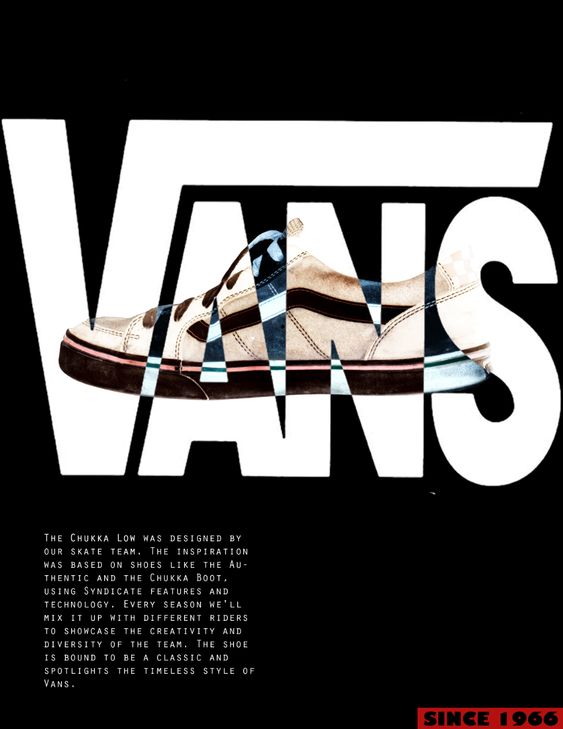 VANS
The Chukka Low was designed by
our skate team. The inspiration
was based on shoes like the Au-
thentic and the Chukka Boot,
using Syndicate features and
technology. Every season we'll
mix it up with different riders
to showcase the creativity and
diversity of the team. The shoe
is bound to be a classic and
spotlights the timeless style of
Vans.
SINCE 1966